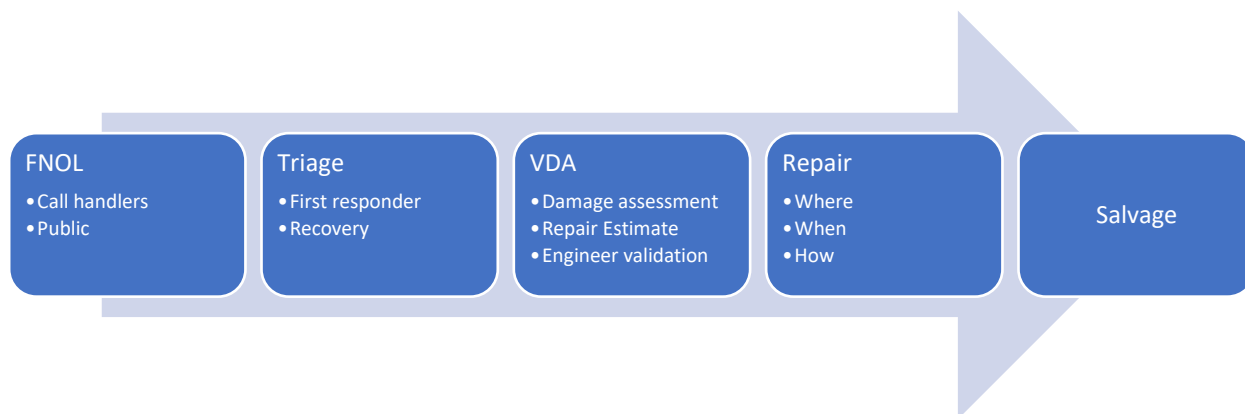 FNOL
•Call handlers
•Public
Triage
•First responder
•Recovery
VDA
•Damage assessment
•Repair Estimate
•Engineer validation
Repair
•Where
•When
•How
Salvage